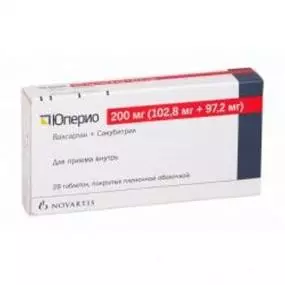 Юперио
200 мг (102,8 мг + 97,2 мг)
Валсартан + Сакубитрил
Для приема внутрь
28 таблеток, покрытых пленочной оболочкой
NOVARTIS